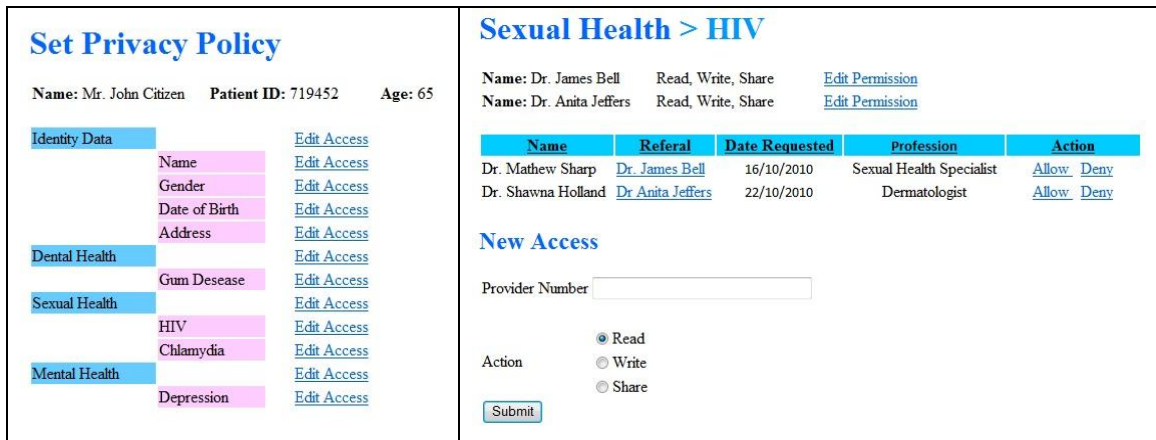 Set Privacy Policy
Name: Mr. John Citizen Patient ID: 719452 Age: 65
Identity Data Edit Access
Name Edit Access
Gender Edit Access
Date of Birth Edit Access
Address Edit Access
Dental Health Edit Access
Gum Desease Edit Access
Sexual Health Edit Access
HIV Edit Access
Chlamydia Edit Access
Mental Health Edit Access
Depression Edit Access
Sexual Health > HIV
Name: Dr. James Bell Read, Write, Share Edit Permission
Name: Dr. Anita Jeffers Read, Write, Share Edit Permission
Name Referal Date Requested Profession Action
Dr. Mathew Sharp Dr. James Bell 16/10/2010 Sexual Health Specialist Allow Deny
Dr. Shawna Holland Dr Anita Jeffers 22/10/2010 Dermatologist Allow Deny
New Access
Provider Number
Action
Read
Write
Share
Submit